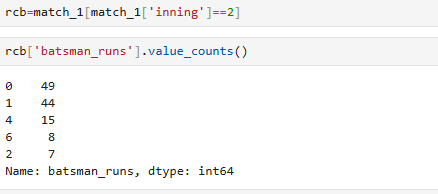 rcb=match_1[match_1['inning']==2]
rcb['batsman_runs'].value_counts()
0    49
1    44
4    15
6     8
2     7
Name: batsman_runs, dtype: int64